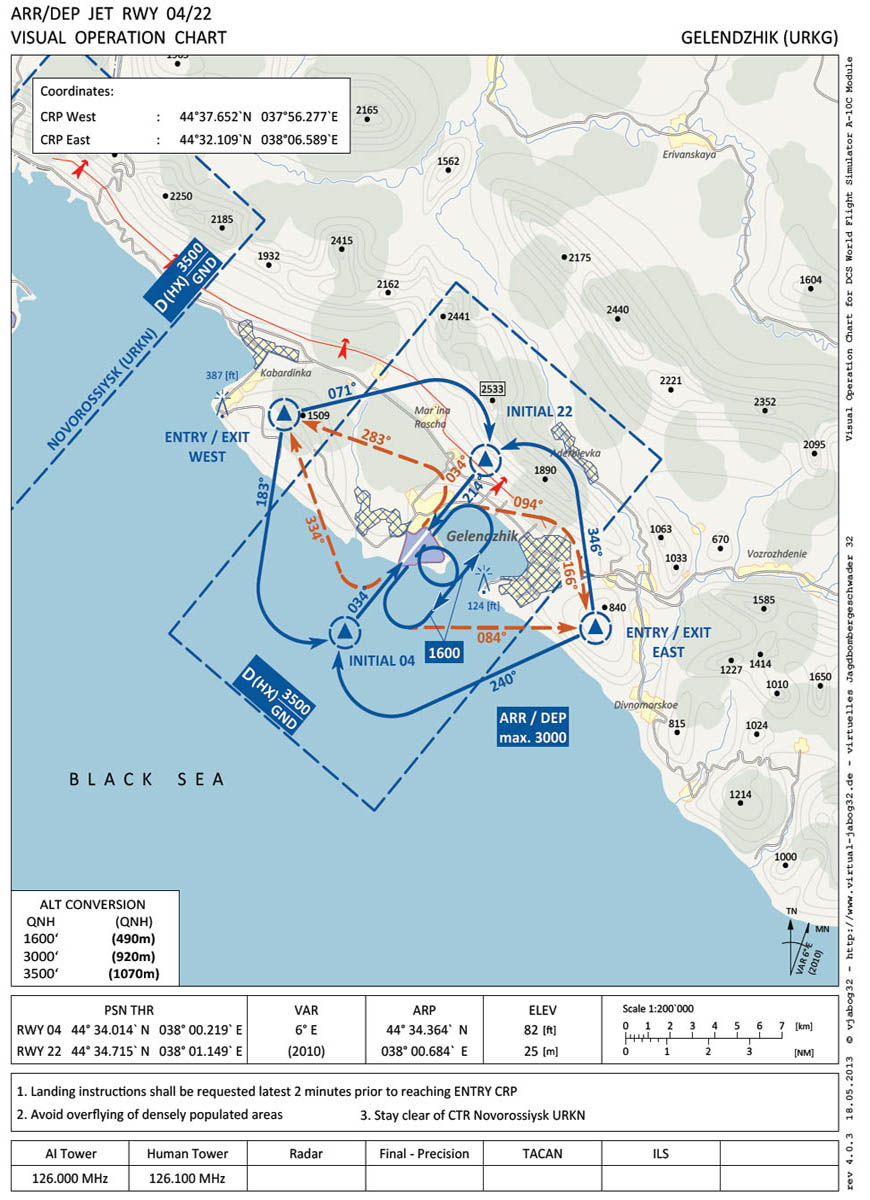 ARR/DEP JET RWY 04/22
VISUAL OPERATION CHART
GELENDZHIK (URKG)
Coordinates:
CRP West : 44°37.652`N 037°56.277`E
CRP East : 44°32.109`N 038°06.589`E
2165
Erivanskaya
1562
2250
2185
2415
1932
2175
2162
1604
D(HX) 3500
GND
2441
2440
NOVOROSSIYSK (URKN)
387 [ft]
Kabardinka
071°
2533
2221
2352
1509
Mar`ina
Roscha
INITIAL 22
ENTRY / EXIT
WEST
283°
034°
Aderbievka
2095
1890
214°
183°
094°
334°
346°
1063
670
Gelendzhik
1033
Vozrozhdenie
166°
034°
124 [ft]
840
1585
084°
ENTRY / EXIT
EAST
INITIAL 04
1600
1227
1414
1650
1010
D(HX) 3500
GND
240°
Divnomorskoe
ARR / DEP
max. 3000
815
1024
BLACK SEA
1214
1000
TN
MN
VAR 6°E
(2010)
ALT CONVERSION
QNH (QNH)
1600‘ (490m)
3000‘ (920m)
3500‘ (1070m)
PSN THR
RWY 04 44° 34.014` N 038° 00.219` E
RWY 22 44° 34.715` N 038° 01.149` E
VAR
6° E
(2010)
ARP
44° 34.364` N
038° 00.684` E
ELEV
82 [ft]
25 [m]
Scale 1:200`000
0 1 2 3 4 5 6 7 [km]
0 1 2 3 [NM]
1. Landing instructions shall be requested latest 2 minutes prior to reaching ENTRY CRP
2. Avoid overflying of densely populated areas 3. Stay clear of CTR Novorossiysk URKN
AI Tower Human Tower Radar Final - Precision TACAN ILS
126.000 MHz 126.100 MHz
rev 4.0.3 18.05.2013 © vjabog32 - http://www.virtual-jabog32.de - virtuelles Jagdbombergeschwader 32 Visual Operation Chart for DCS World Flight Simulator A-10C Module